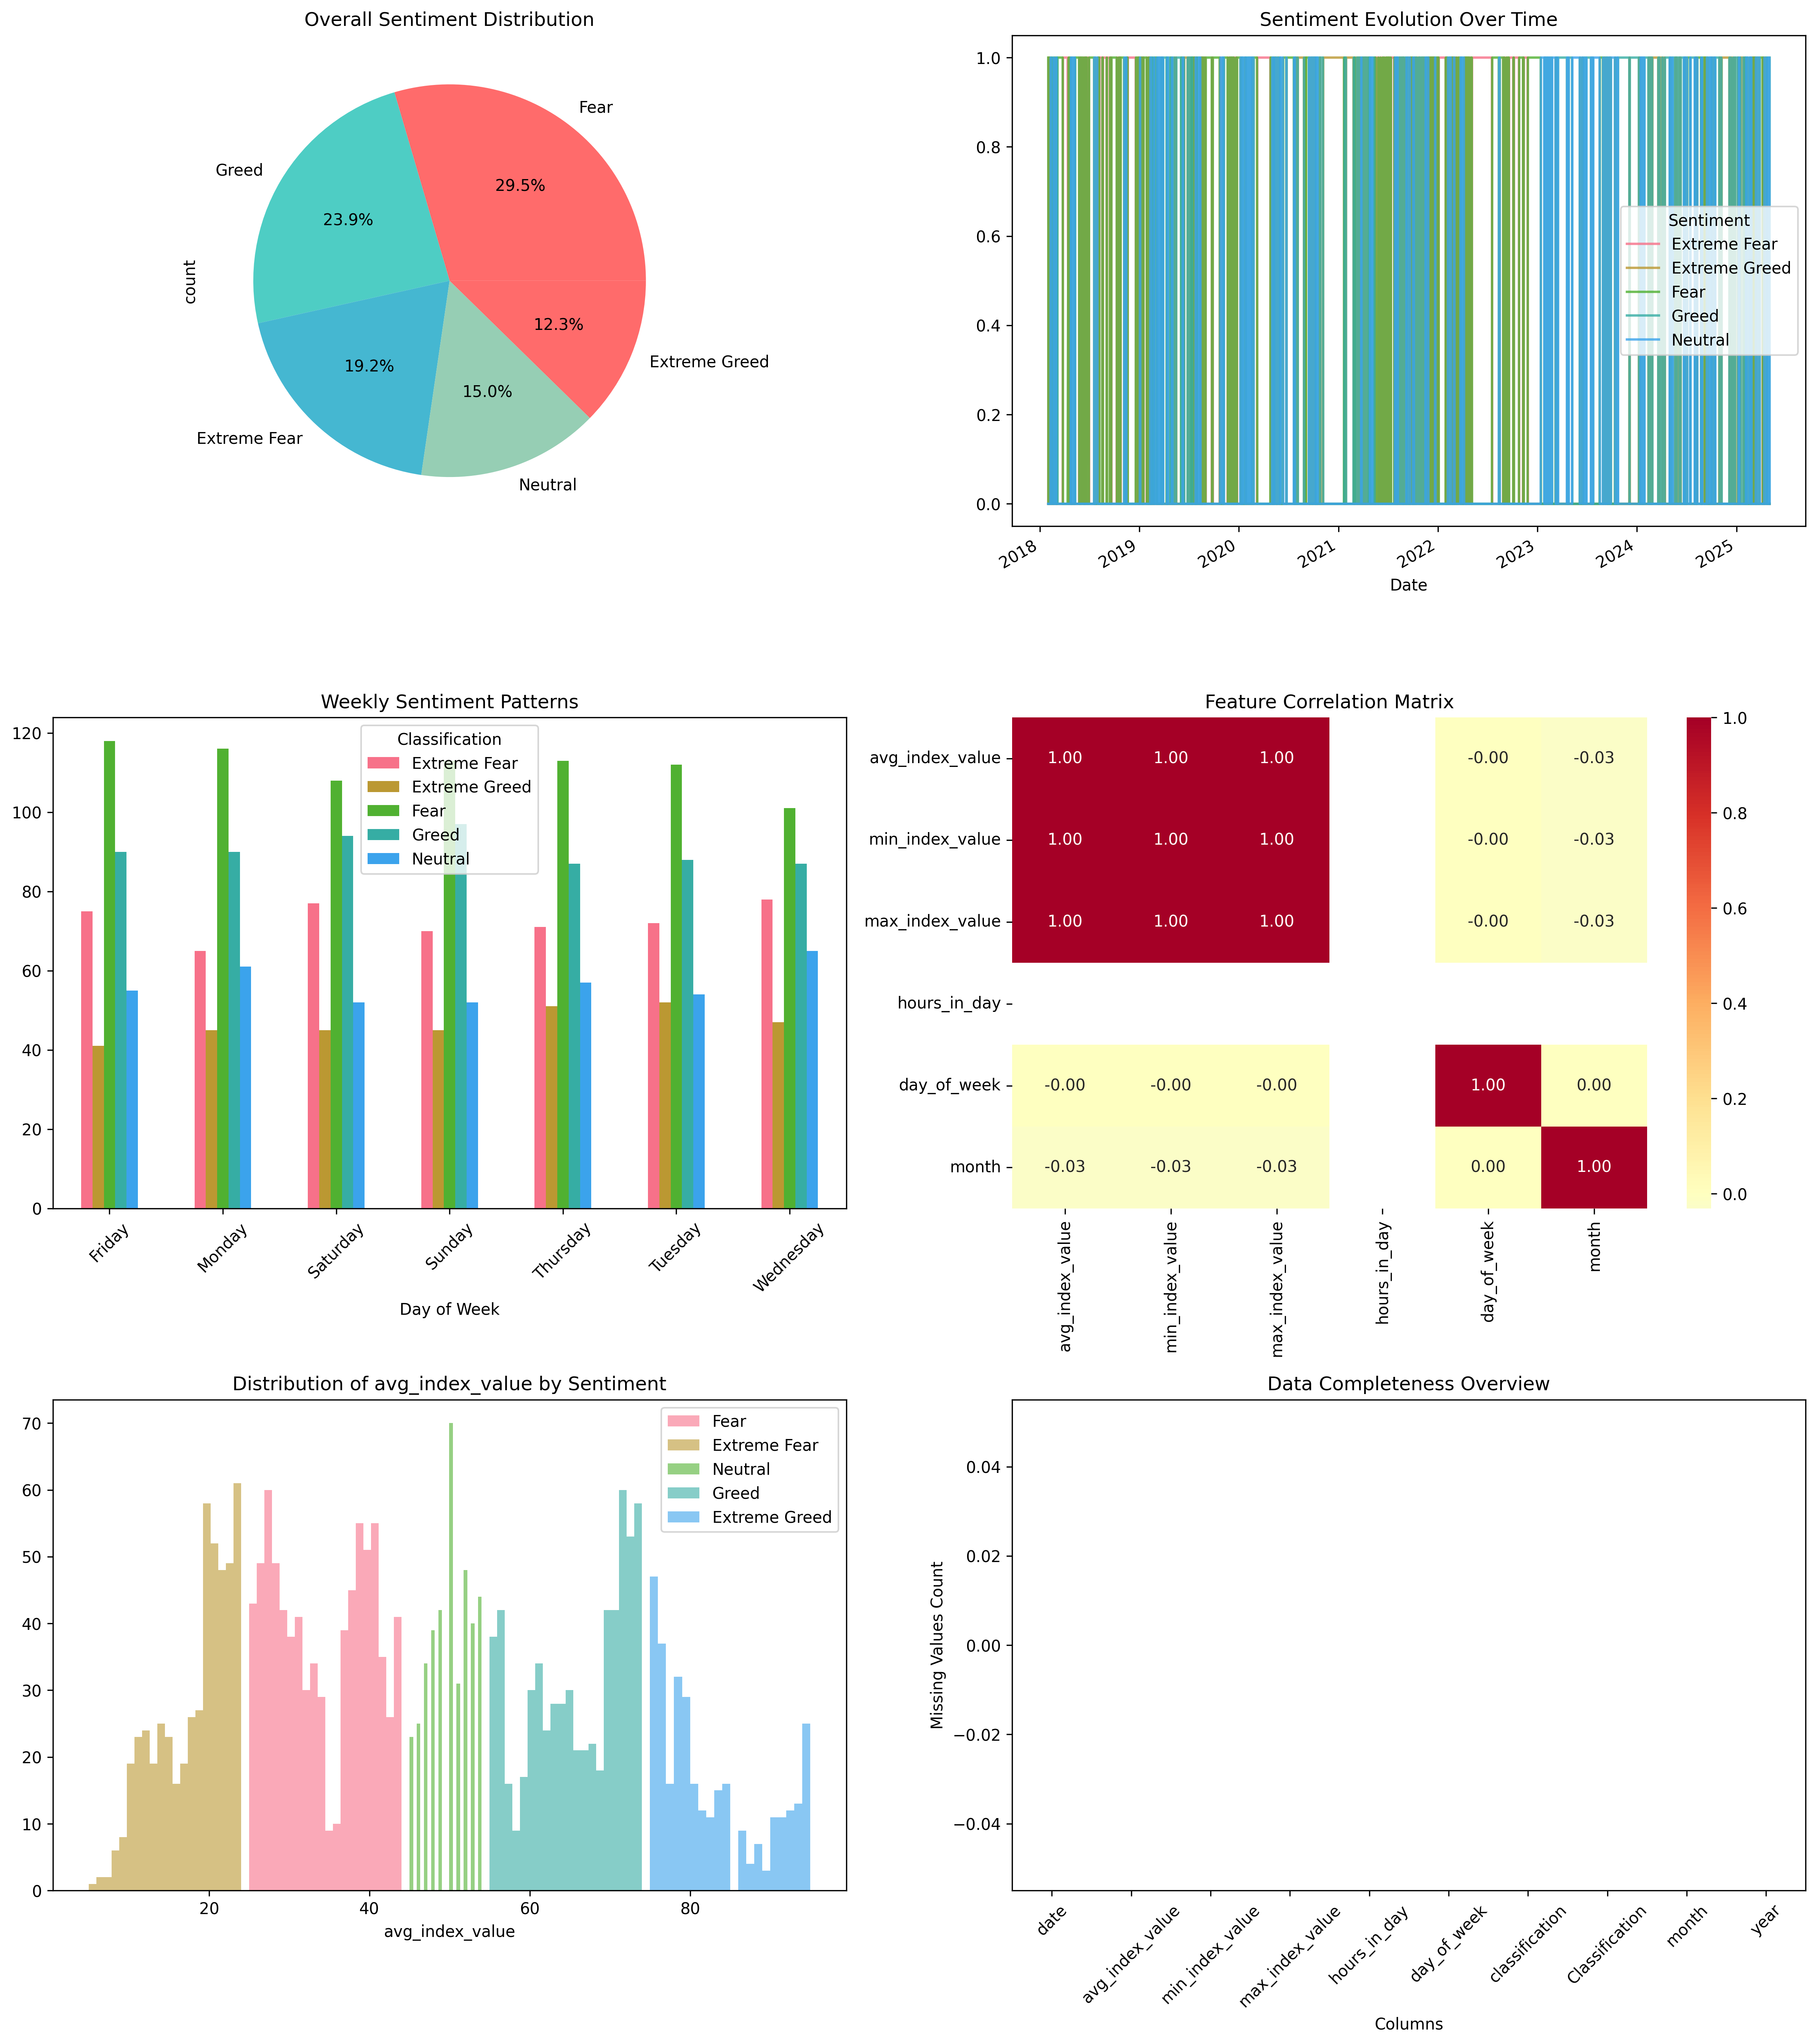 Overall Sentiment Distribution
Fear
Greed
29.5%
23.9%
count
12.3%
19.2%
15.0%
Extreme Greed
Extreme Fear
Neutral
Sentiment Evolution Over Time
1.0
0.8
0.6
0.4
0.2
0.0
Sentiment
Extreme Fear
Extreme Greed
Fear
Greed
Neutral
2018 2019 2020 2021 2022 2023 2024 2025
Date
Weekly Sentiment Patterns
120
100
80
60
40
20
0
Classification
Extreme Fear
Extreme Greed
Fear
Greed
Neutral
Friday Monday Saturday Sunday Thursday Tuesday Wednesday
Day of Week
Feature Correlation Matrix
avg_index_value 1.00 1.00 1.00 -0.00 -0.03
min_index_value 1.00 1.00 1.00 -0.00 -0.03
max_index_value 1.00 1.00 1.00 -0.00 -0.03
hours_in_day
day_of_week -0.00 -0.00 -0.00 1.00 0.00
month -0.03 -0.03 -0.03 0.00 1.00
avg_index_value min_index_value max_index_value hours_in_day day_of_week month
1.0
0.8
0.6
0.4
0.2
0.0
Distribution of avg_index_value by Sentiment
70
60
50
40
30
20
10
0
Fear
Extreme Fear
Neutral
Greed
Extreme Greed
20 40 60 80
avg_index_value
Data Completeness Overview
Missing Values Count
0.04
0.02
0.00
−0.02
−0.04
date avg_index_value min_index_value max_index_value hours_in_day day_of_week classification Classification month year
Columns